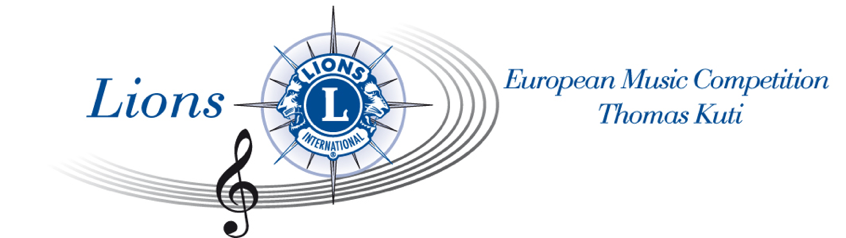 Lions
LIONS
L
INTERNATIONAL
®
European Music Competition
Thomas Kuti